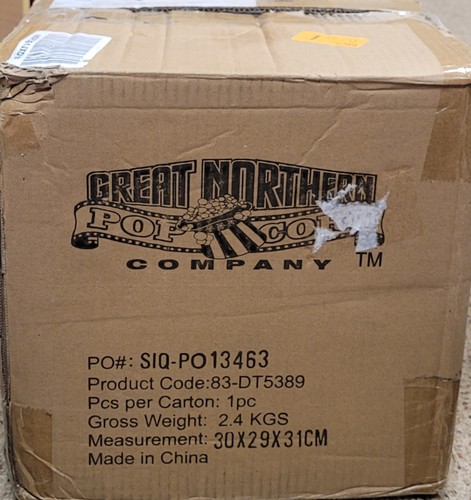 GREAT NORTHERN
POP
COMPANY TM
PO#: SIQ-PO13463
Product Code:83-DT5389
Pcs per Carton: 1pc
Gross Weight: 2.4 KGS
Measurement: 30X29X31CM
Made in China